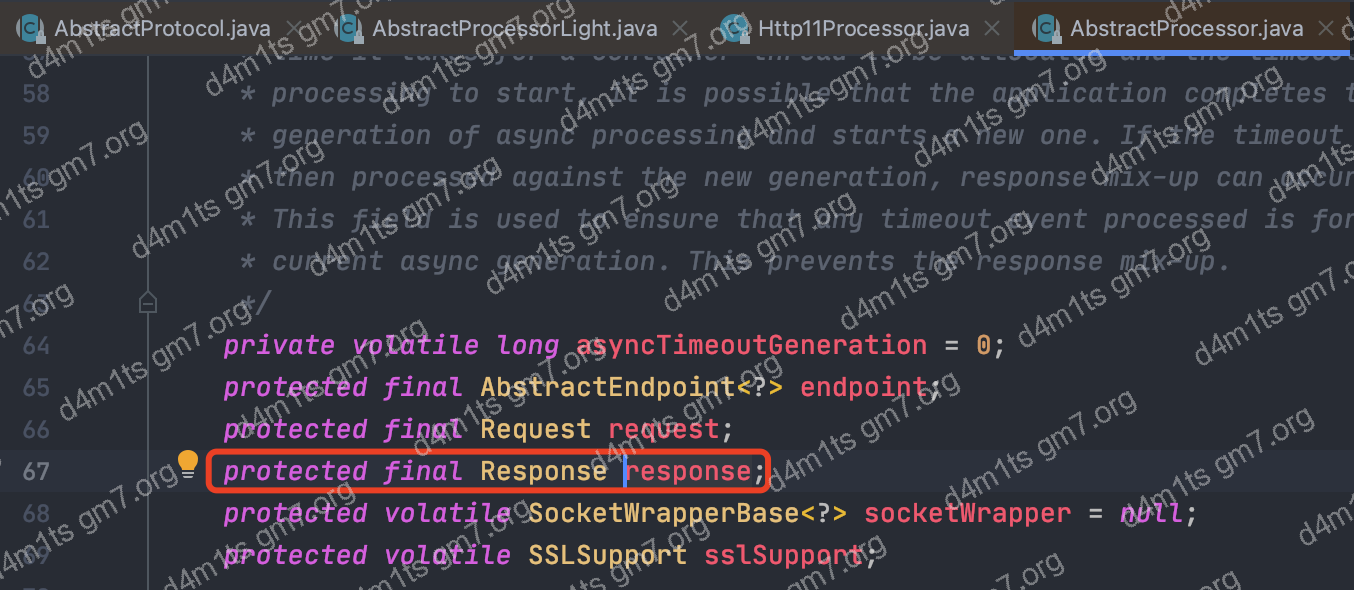 AbstractProtocol.java AbstractProcessorLight.java Http11Processor.java AbstractProcessor.java
58 * processing to start, it is possible that the application completes t
59 * generation of async processing and starts a new one. If the timeout
60 * then processed against the new generation, response mix-up can occur
61 * This field is used to ensure that any timeout event processed is for
62 * current async generation. This prevents the response mix-up.
63 */
64 private volatile long asyncTimeoutGeneration = 0;
65 protected final AbstractEndpoint<?> endpoint;
66 protected final Request request;
67 protected final Response response;
68 protected volatile SocketWrapperBase<?> socketWrapper = null;
69 protected volatile SSLSupport sslSupport;
d4m1ts gm7.org